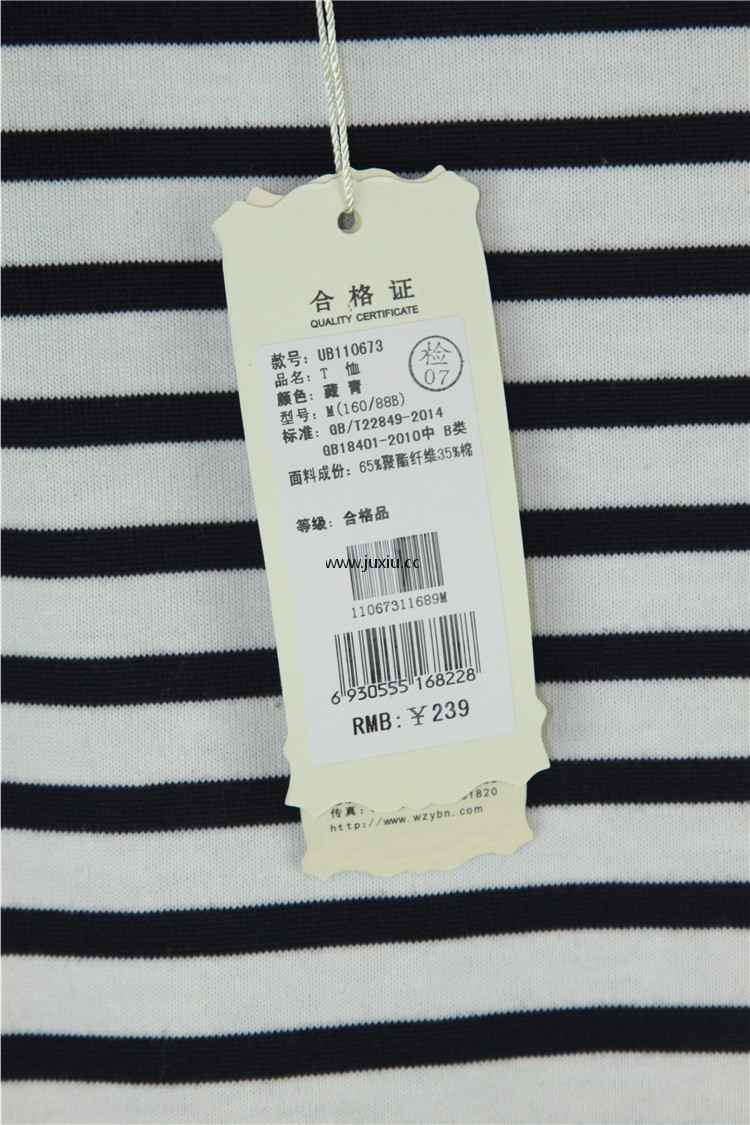 合格证
QUALITY CERTIFICATE
款号：UB110673
品名：T 恤
颜色：藏青
型号：M(160/88B)
标准：GB/T22849-2014
GB18401-2010中 B类
面料成份：65%聚酯纤维35%棉
检
07
等级：合格品
www.juxiu.cc
11067311689M
6 930555 168228
RMB:￥239
传真：
1820
http://www.wzybn.com